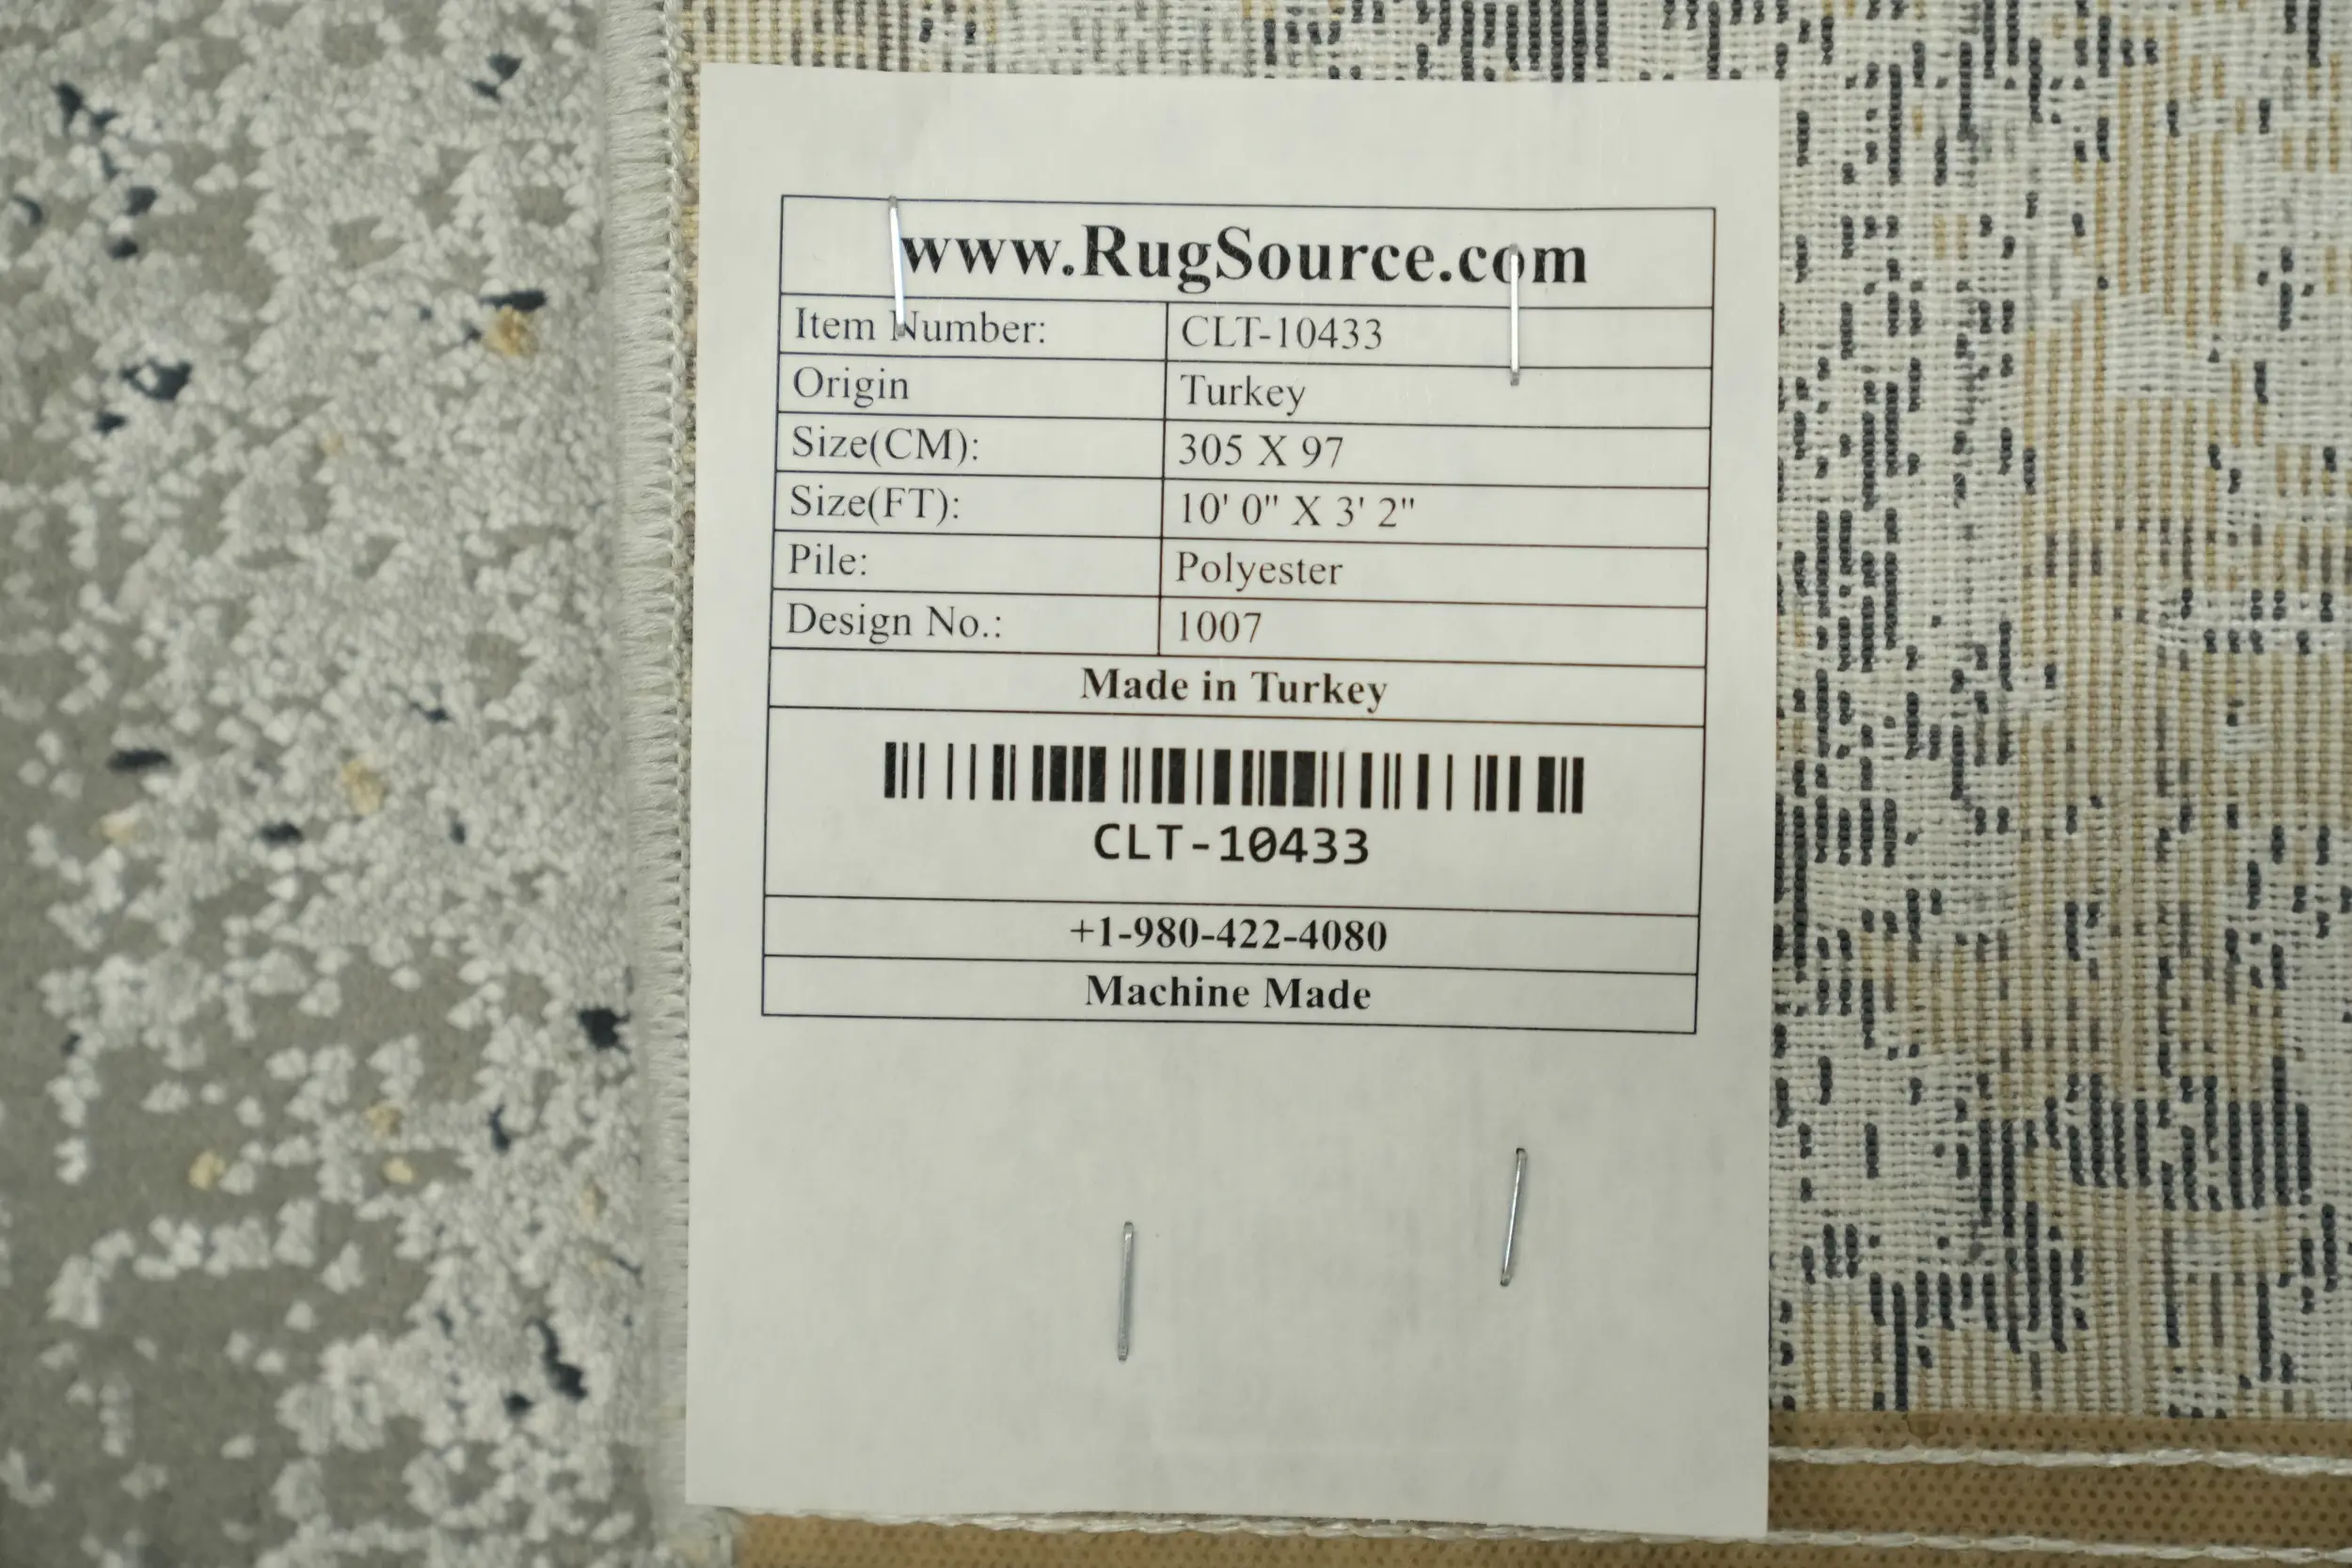 www.RugSource.com
Item Number: CLT-10433
Origin Turkey
Size(CM): 305 X 97
Size(FT): 10' 0" X 3' 2"
Pile: Polyester
Design No.: 1007
Made in Turkey
CLT-10433
+1-980-422-4080
Machine Made